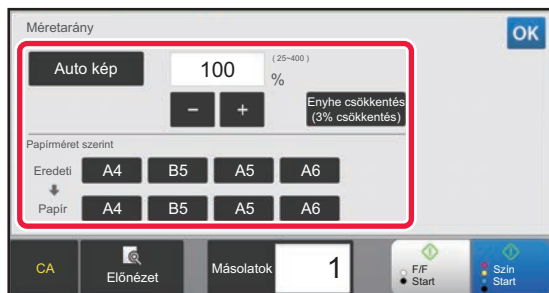 Méretarány
OK
Auto kép
100
(25~400)
%
−
+
Enyhe csökkentés
(3% csökkentés)
Papírméret szerint
Eredeti
A4
B5
A5
A6
Papír
A4
B5
A5
A6
CA
Előnézet
Másolatok
1
F/F
Start
Szín
Start